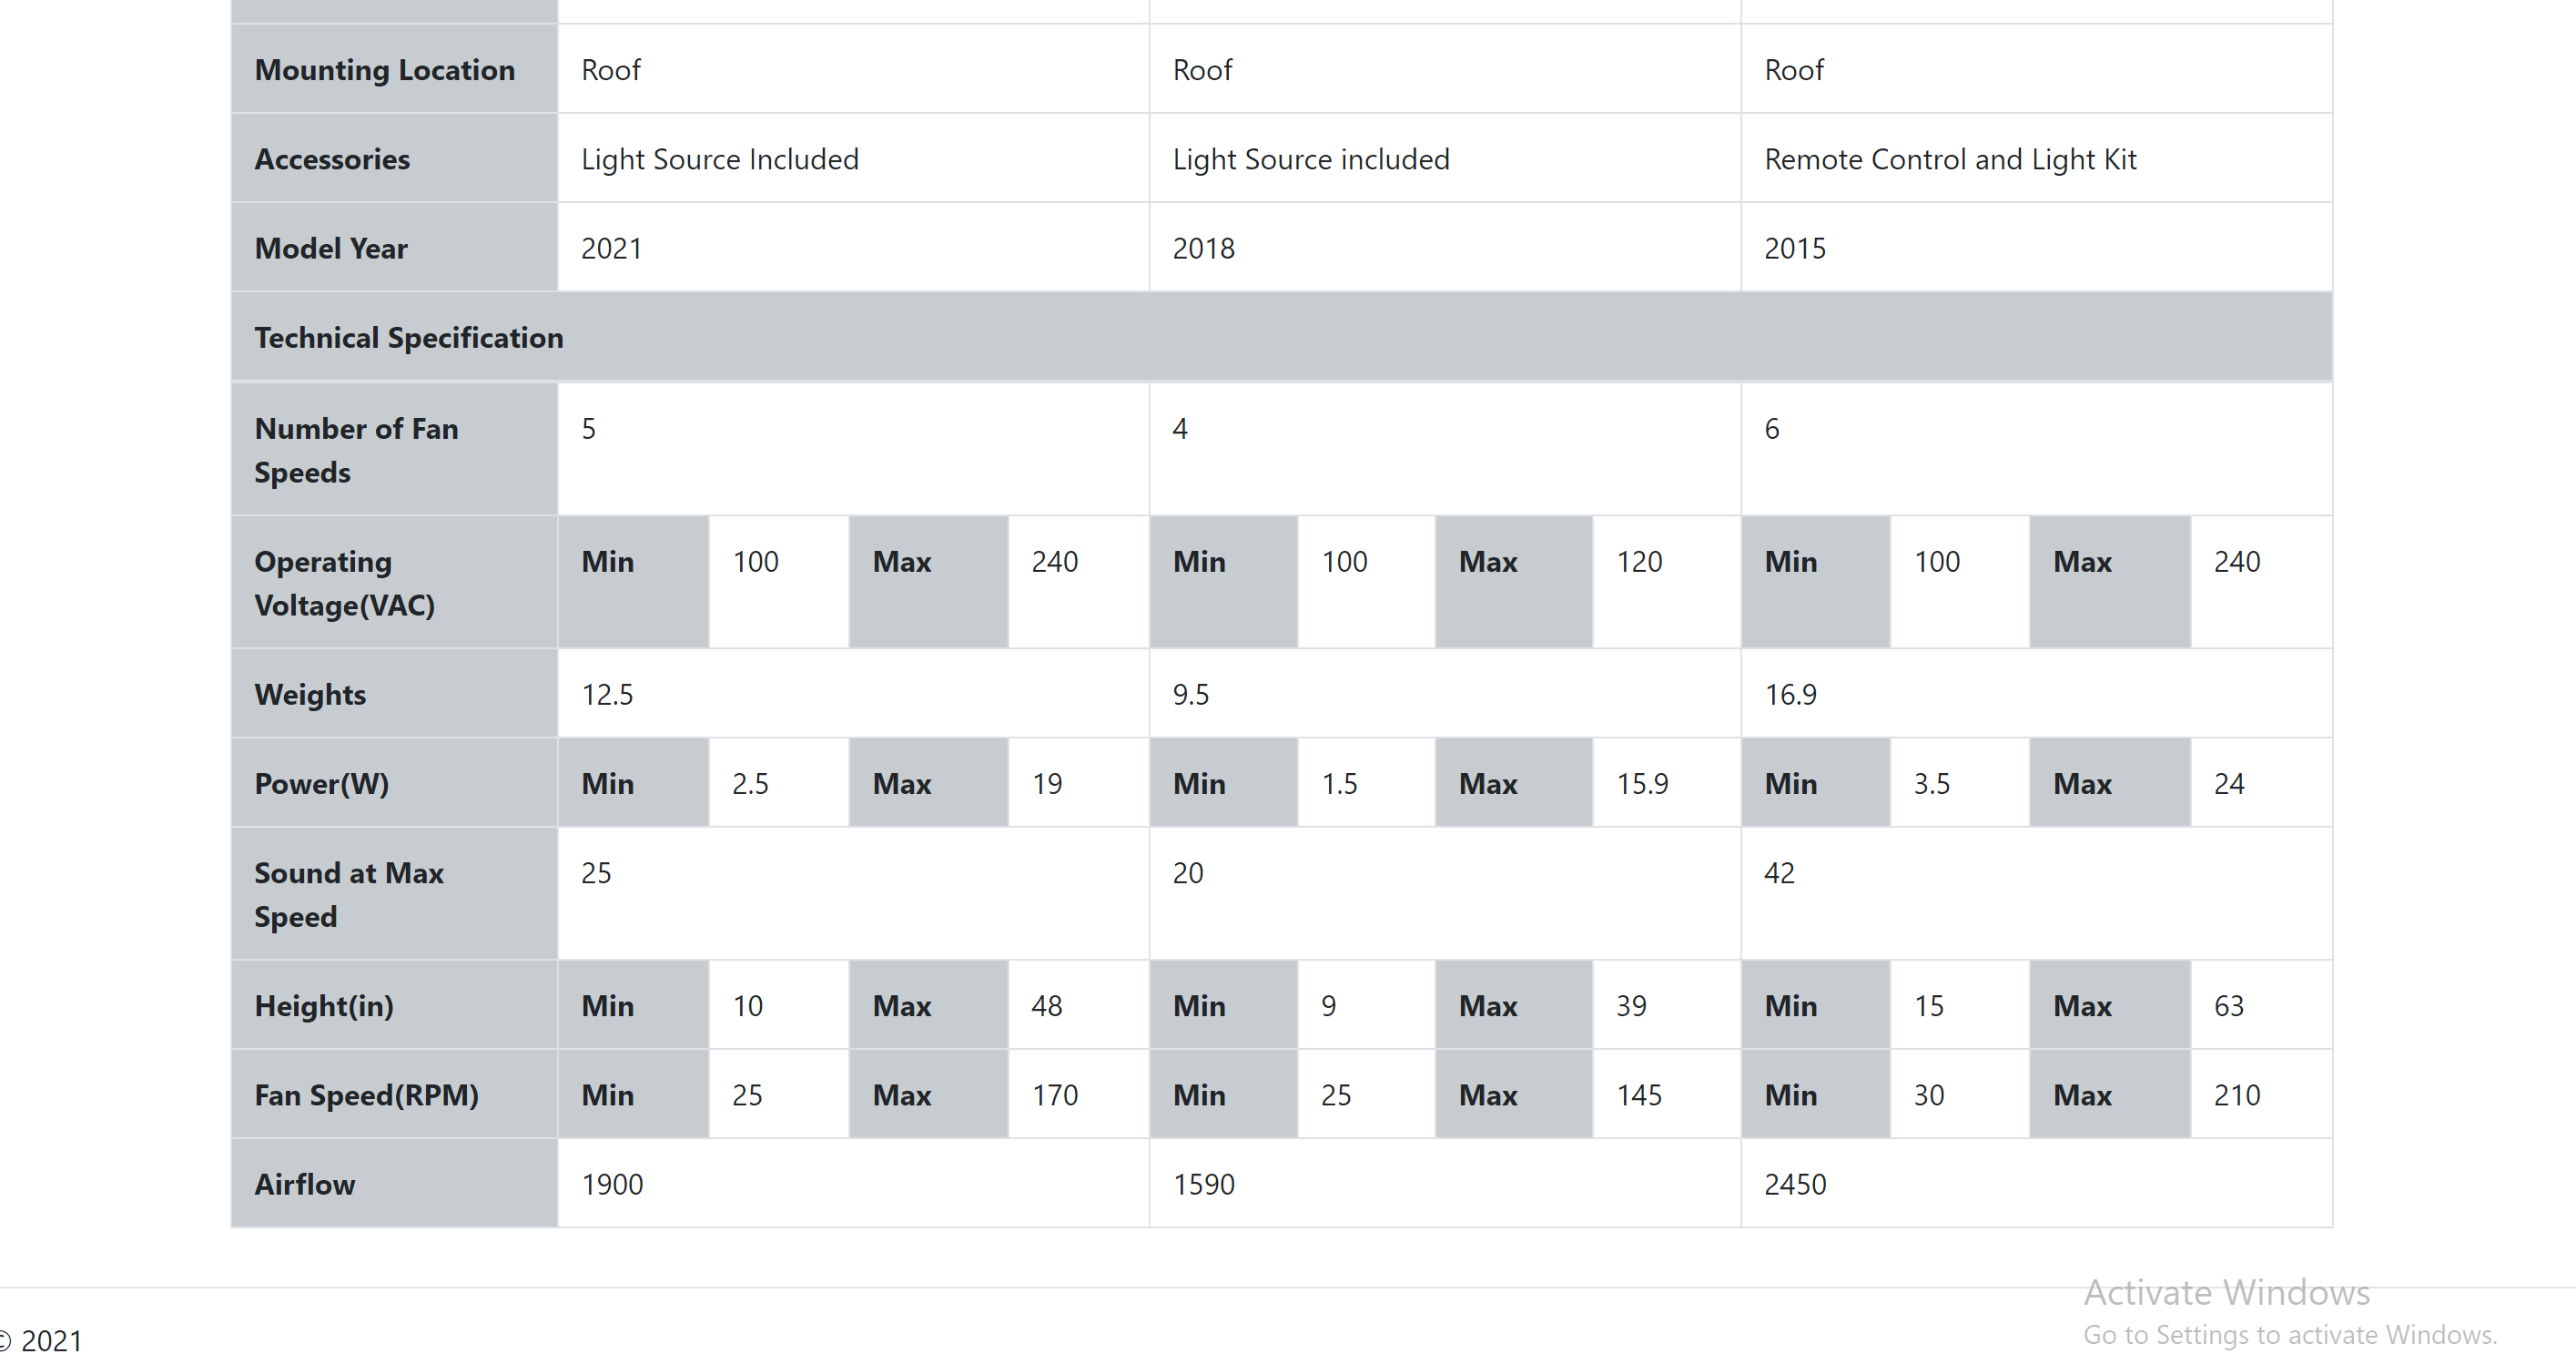 Mounting Location Roof Roof Roof
Accessories Light Source Included Light Source included Remote Control and Light Kit
Model Year 2021 2018 2015
Technical Specification
Number of Fan 5 4 6
Speeds
Operating Min 100 Max 240 Min 100 Max 120 Min 100 Max 240
Voltage(VAC)
Weights 12.5 9.5 16.9
Power(W) Min 2.5 Max 19 Min 1.5 Max 15.9 Min 3.5 Max 24
Sound at Max 25 20 42
Speed
Height(in) Min 10 Max 48 Min 9 Max 39 Min 15 Max 63
Fan Speed(RPM) Min 25 Max 170 Min 25 Max 145 Min 30 Max 210
Airflow 1900 1590 2450
Activate Windows
Go to Settings to activate Windows.
© 2021